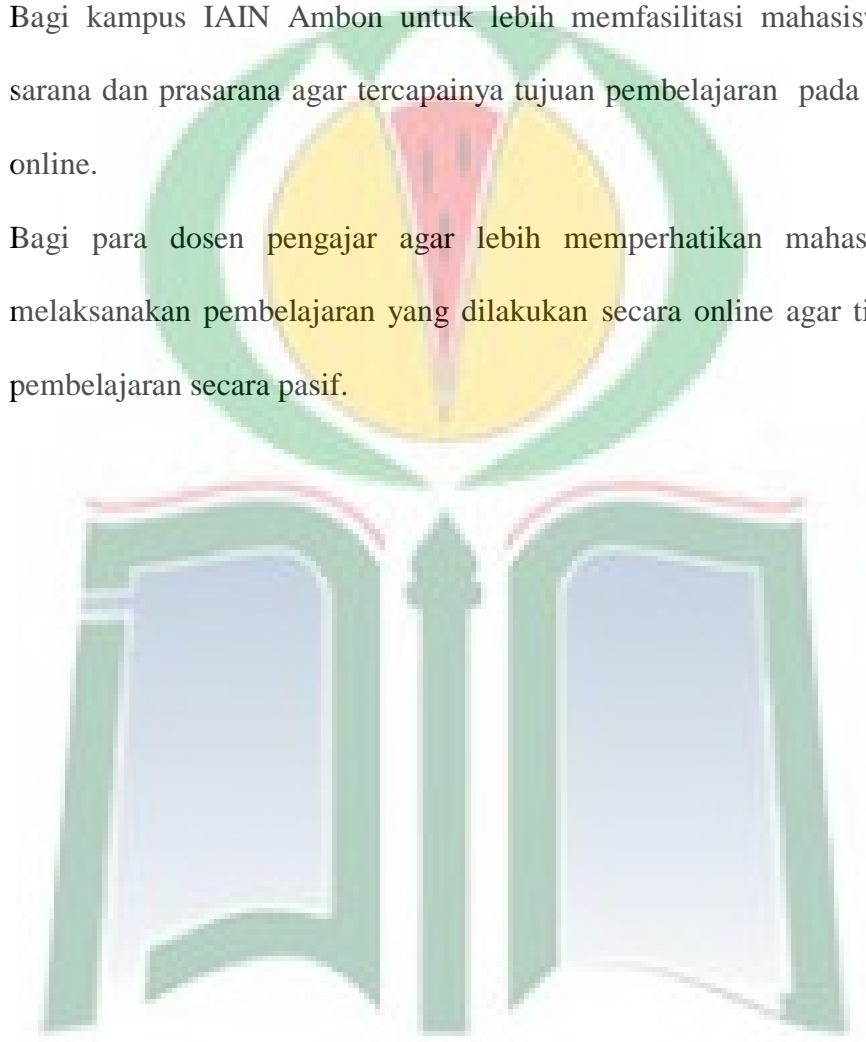 Bagi kampus IAIN Ambon untuk lebih memfasilitasi
sarana dan prasarana agar tercapainya tujuan pembelajaran pada
online.
Bagi para dosen pengajar agar lebih memperhatikan
melaksanakan pembelajaran yang dilakukan secara online agar
pembelajaran secara pasif.